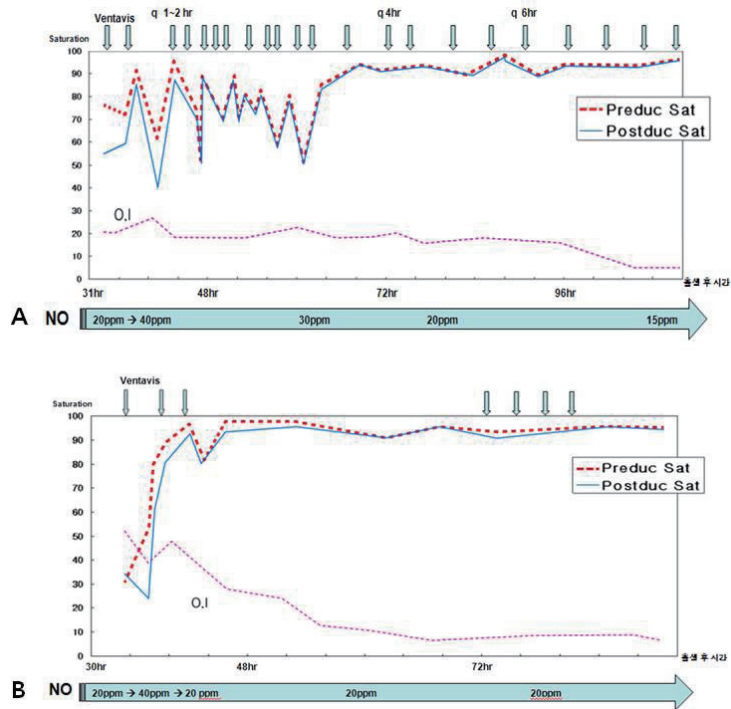 Ventavis q 1~2 hr q 4hr q 6hr
Saturation
100
90
80
70
60
50
40
30
20
10
0
Preduc Sat
Postduc Sat
O.I
31hr 48hr 72hr 96hr 출생 후 시간
A NO 20ppm → 40ppm 30ppm 20ppm 15ppm
Ventavis
Saturation
100
90
80
70
60
50
40
30
20
10
0
Preduc Sat
Postduc Sat
O.I
30hr 48hr 72hr 출생 후 시간
B NO 20ppm → 40ppm → 20 ppm 20ppm 20ppm